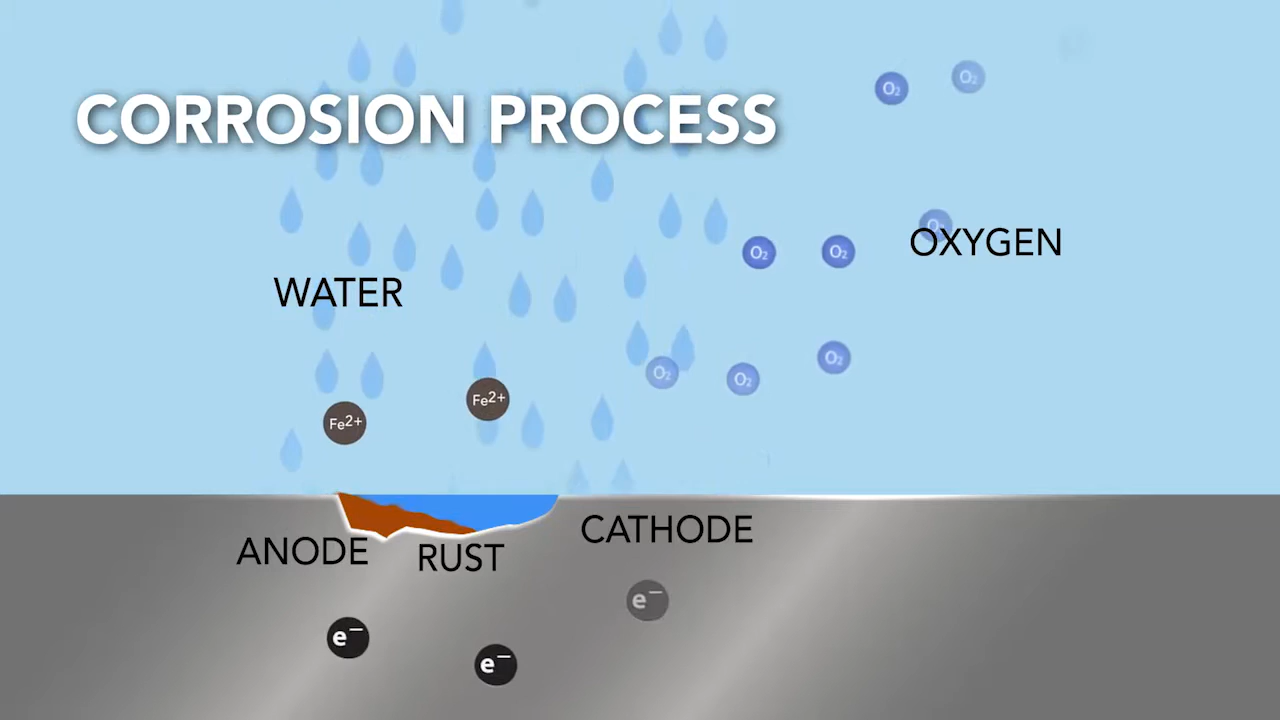 CORROSION PROCESS
O₂
O₂
O₂
OXYGEN
O₂
O₂
WATER
O₂
O₂
O₂
Fe2+
Fe2+
CATHODE
ANODE
RUST
e⁻
e⁻
e⁻